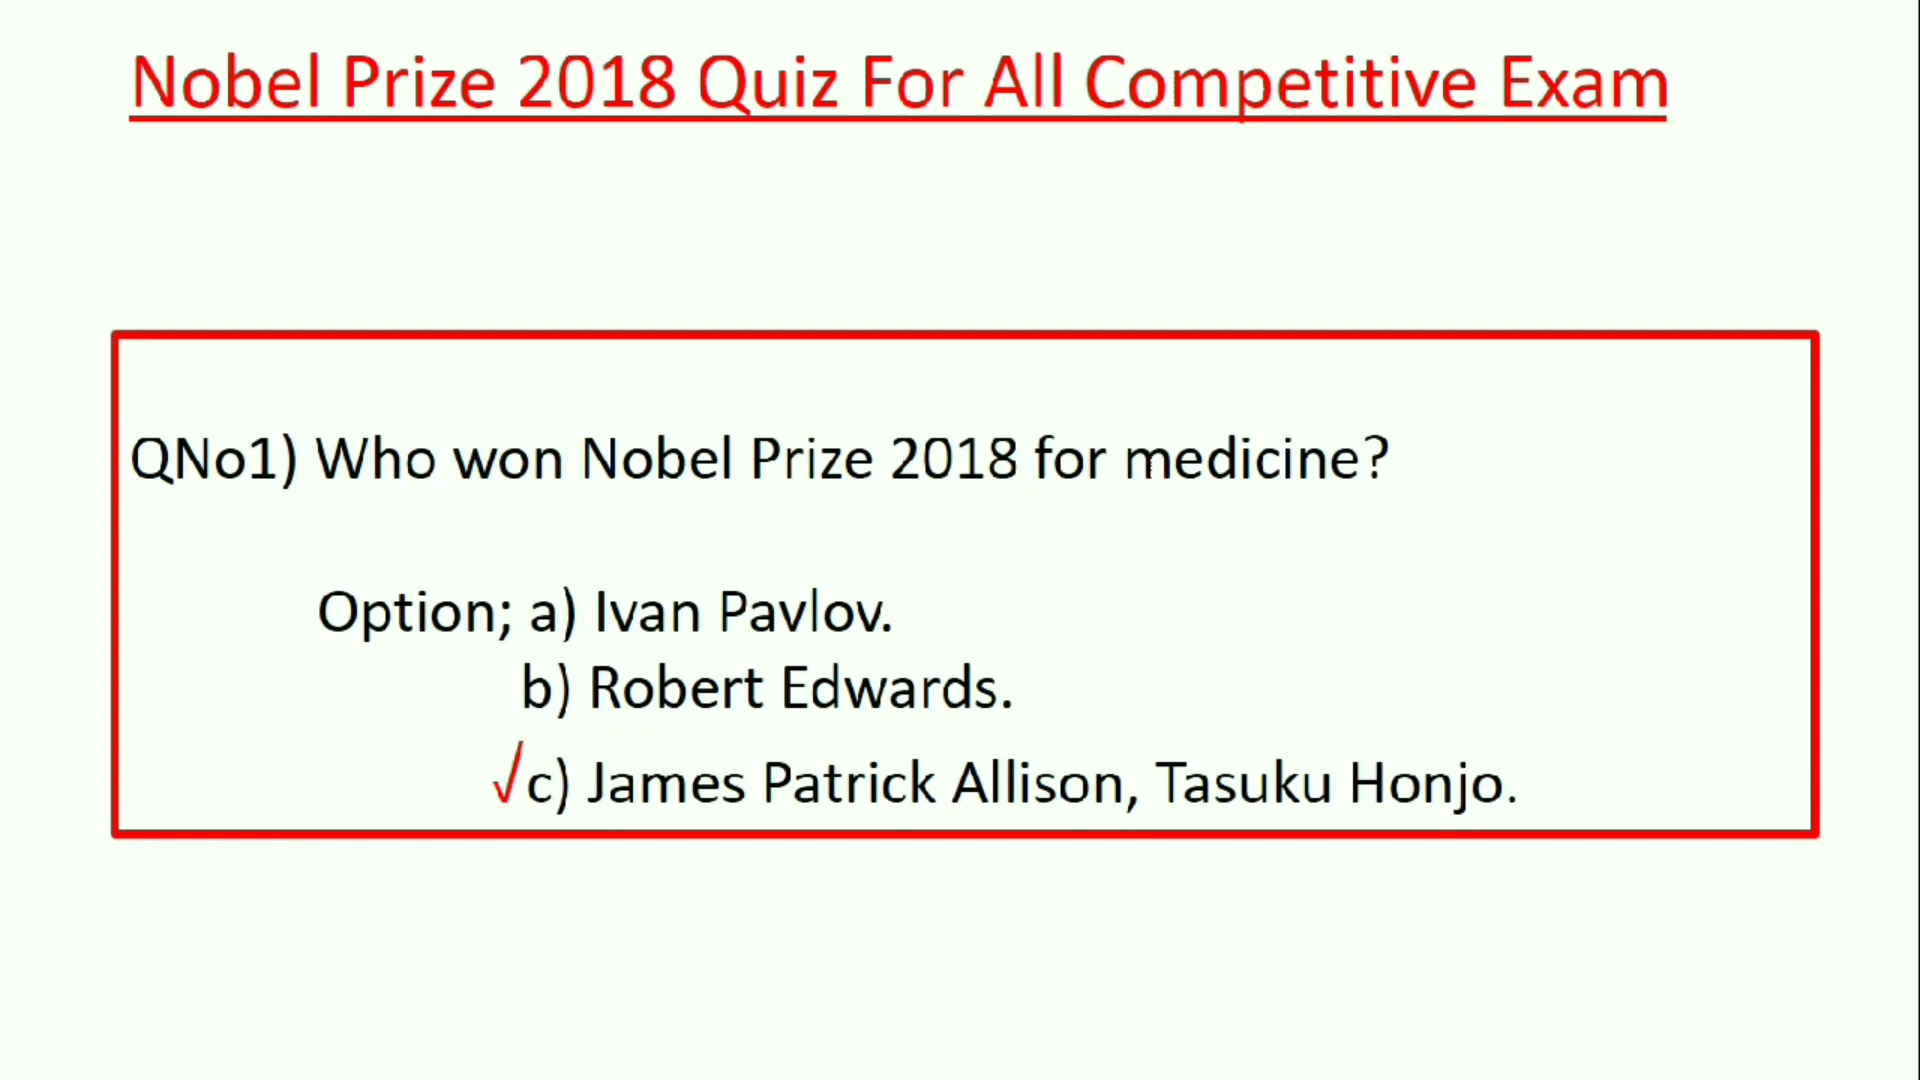 Nobel Prize 2018 Quiz For All Competitive Exam
QNo1) Who won Nobel Prize 2018 for medicine?
Option; a) Ivan Pavlov.
b) Robert Edwards.
√c) James Patrick Allison, Tasuku Honjo.